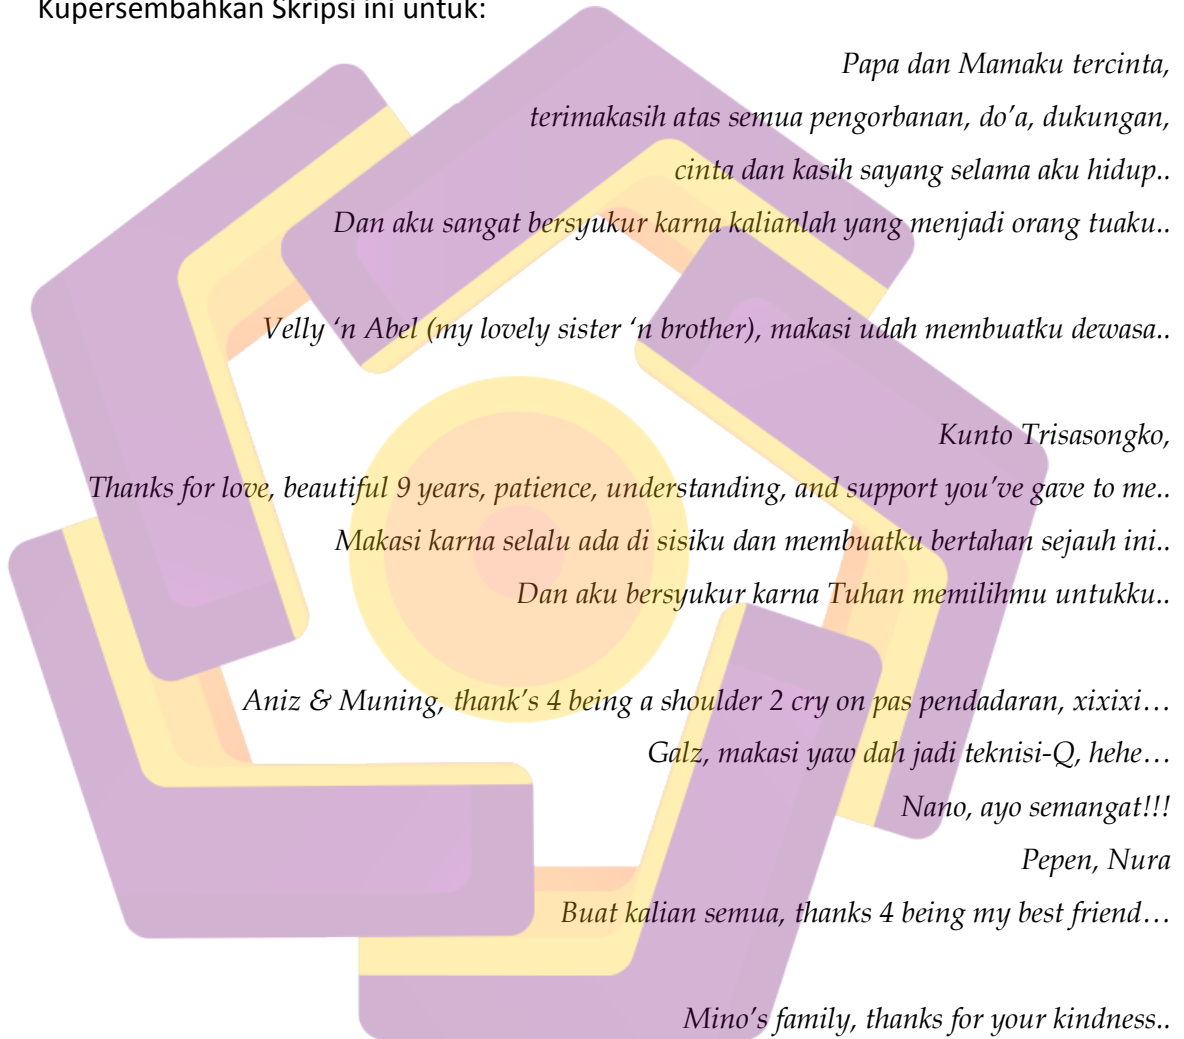 Kupersembahkan Skripsi ini untuk:
Papa dan Mamaku tercinta,
terimakasih atas semua pengorbanan, do’a, dukungan,
cinta dan kasih sayang selama aku hidup..
Dan aku sangat bersyukur karna kalianlah yang menjadi orang tuaku..
Velly ‘n Abel (my lovely sister ‘n brother), makasi udah membuatku dewasa..
Kunto Trisasongko,
Thanks for love, beautiful 9 years, patience, understanding, and support you’ve gave to me..
Makasi karna selalu ada di sisiku dan membuatku bertahan sejauh ini..
Dan aku bersyukur karna Tuhan memilihmu untukku..
Aniz & Muning, thank’s 4 being a shoulder 2 cry on pas pendadaran, xixixi…
Galz, makasi yaw dah jadi teknisi-Q, hehe…
Nano, ayo semangat!!!
Pepen, Nura
Buat kalian semua, thanks 4 being my best friend…
Mino’s family, thanks for your kindness..